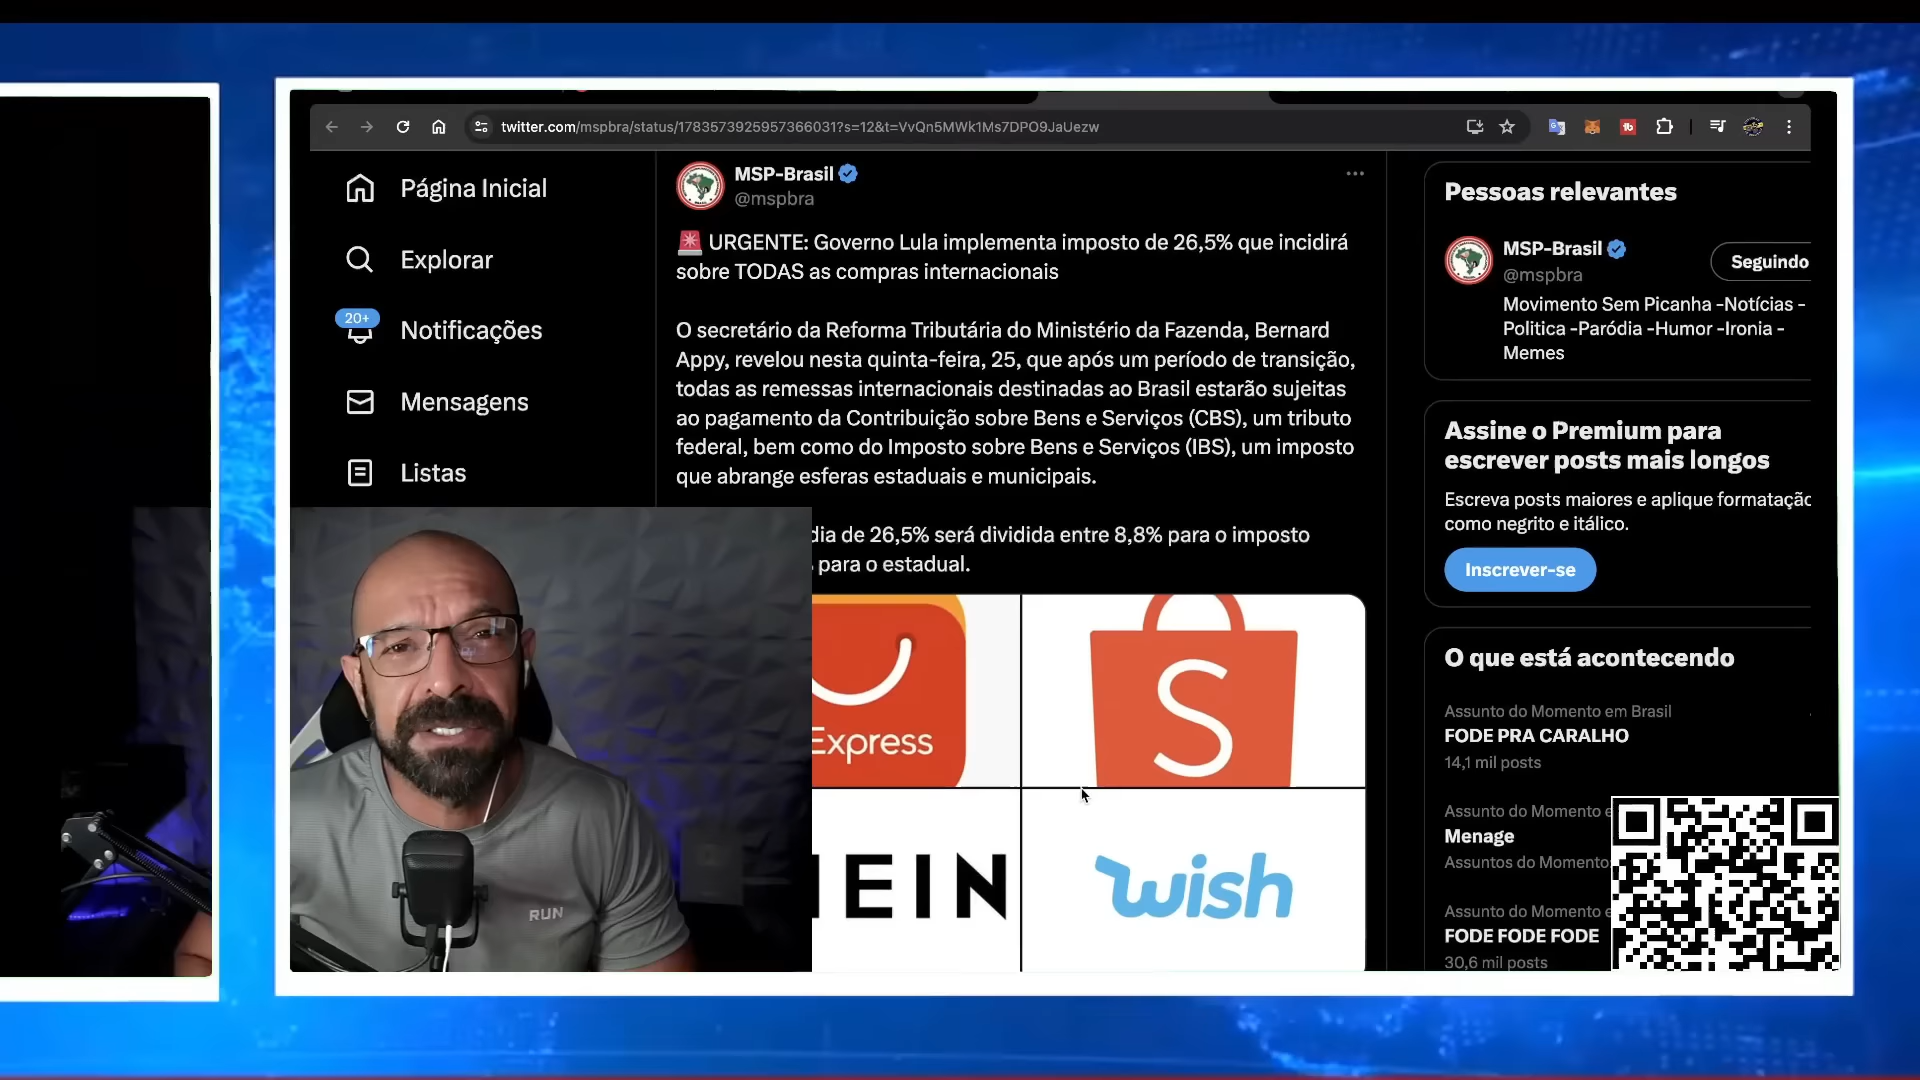 twitter.com/mspbra/status/1783573925957366031?s=12&t=VvQn5MWk1Ms7DPO9JaUezw
Página Inicial
Explorar
20+
Notificações
Mensagens
Listas
MSP-Brasil
@mspbra
URGENTE: Governo Lula implementa imposto de 26,5% que incidirá
sobre TODAS as compras internacionais
O secretário da Reforma Tributária do Ministério da Fazenda, Bernard
Appy, revelou nesta quinta-feira, 25, que após um período de transição,
todas as remessas internacionais destinadas ao Brasil estarão sujeitas
ao pagamento da Contribuição sobre Bens e Serviços (CBS), um tributo
federal, bem como do Imposto sobre Bens e Serviços (IBS), um imposto
que abrange esferas estaduais e municipais.
dia de 26,5% será dividida entre 8,8% para o imposto
para o estadual.
Express
S
HEIN
wish
RUN
Pessoas relevantes
MSP-Brasil
@mspbra
Seguindo
Movimento Sem Picanha -Notícias -
Politica -Paródia -Humor -Ironia -
Memes
Assine o Premium para
escrever posts mais longos
Escreva posts maiores e aplique formatação
como negrito e itálico.
Inscrever-se
O que está acontecendo
Assunto do Momento em Brasil
FODE PRA CARALHO
14,1 mil posts
Assunto do Momento e
Menage
Assuntos do Momento
Assunto do Momento e
FODE FODE FODE
30,6 mil posts